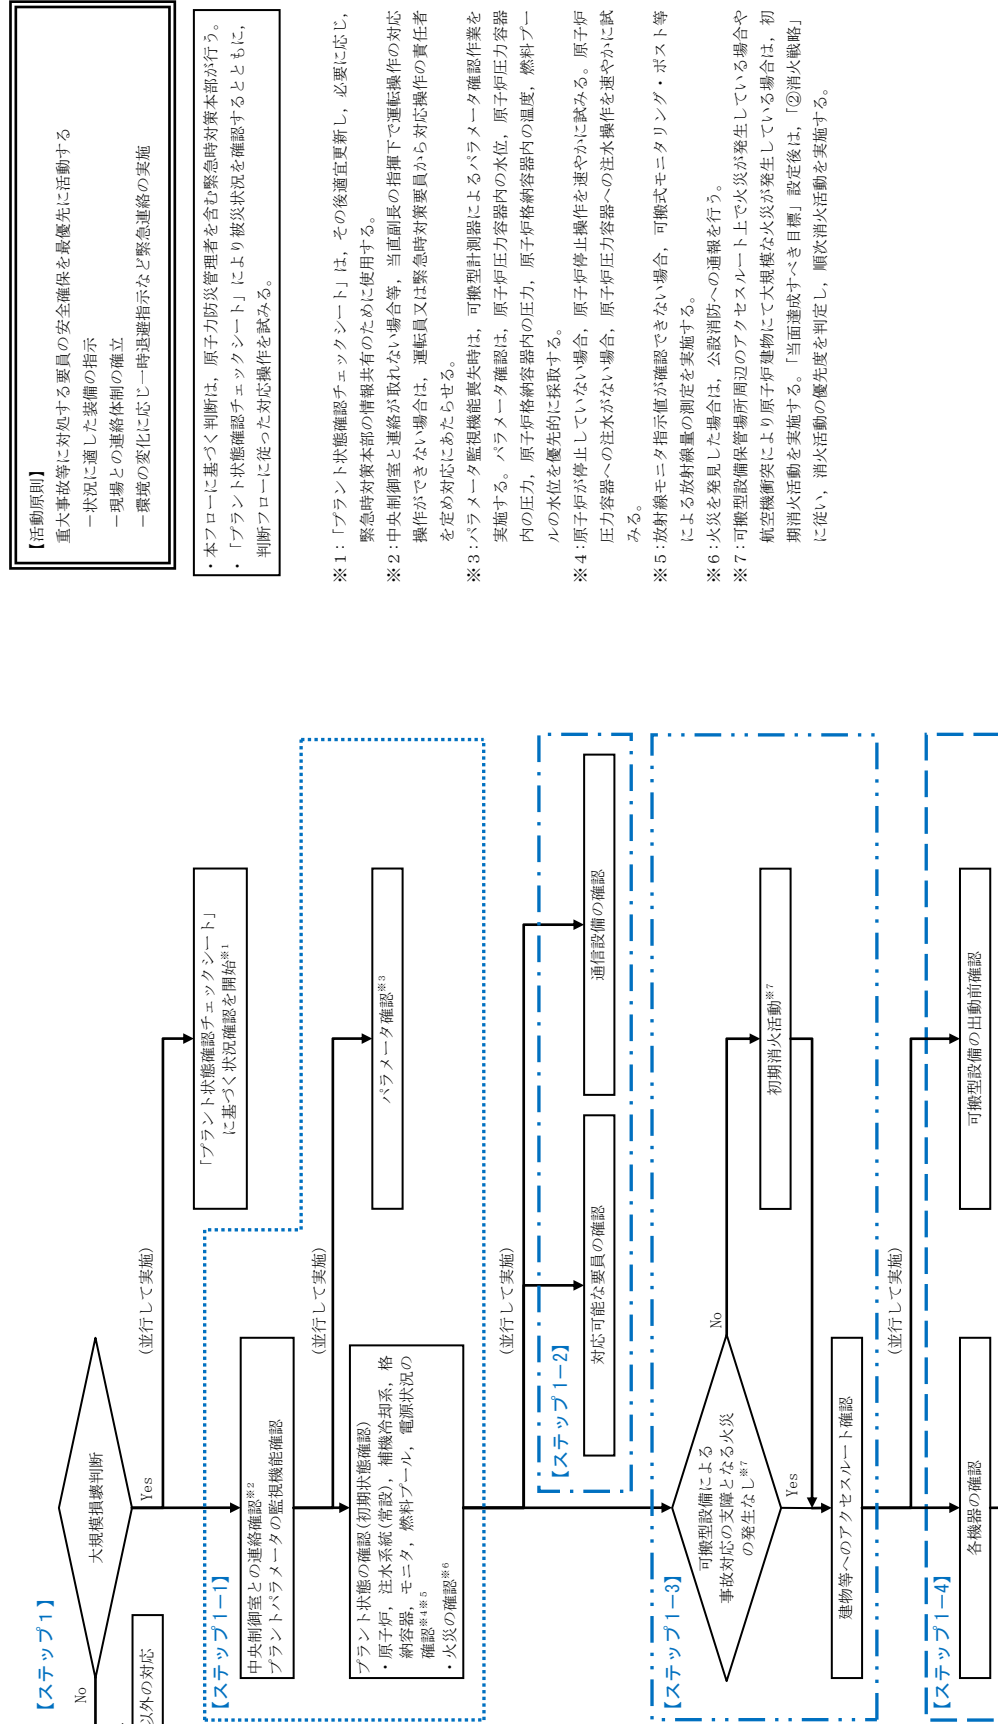 【ステップ1】
大規模損壊判断
No
Yes
以外の対応
(並行して実施)
「プラント状態確認チェックシート」
に基づく状況確認を開始※1
【ステップ1-1】
中央制御室との連絡確認※2
プラントパラメータの監視機能確認
(並行して実施)
パラメータ確認※3
プラント状態の確認(初期状態確認)
・原子炉,注水系統(常設),補機冷却系,格
納容器,モニタ,燃料プール,電源状況の
確認※4※5
・火災の確認※6
(並行して実施)
【ステップ1-2】
対応可能な要員の確認
通信設備の確認
【ステップ1-3】
可搬型設備による
事故対応の支障となる火災
の発生なし※7
No
Yes
初期消火活動※7
建物等へのアクセスルート確認
(並行して実施)
【ステップ1-4】
各機器の確認
可搬型設備の出動前確認
【活動原則】
重大事故等に対処する要員の安全確保を最優先に活動する
-状況に適した装備の指示
-現場との連絡体制の確立
-環境の変化に応じ一時退避指示など緊急連絡の実施
・本フローに基づく判断は,原子力防災管理者を含む緊急時対策本部が行う。
・「プラント状態確認チェックシート」により被災状況を確認するとともに,
判断フローに従った対応操作を試みる。
※1:「プラント状態確認チェックシート」は,その後適宜更新し,必要に応じ,
緊急時対策本部の情報共有のために使用する。
※2:中央制御室と連絡が取れない場合等,当直副長の指揮下で運転操作の対応
操作ができない場合は,運転員又は緊急時対策要員から対応操作の責任者
を定め対応にあたらせる。
※3:パラメータ監視機能喪失時は,可搬型計測器によるパラメータ確認作業を
実施する。パラメータ確認は,原子炉圧力容器内の水位,原子炉圧力容器
内の圧力,原子炉格納容器内の圧力,原子炉格納容器内の温度,燃料プー
ルの水位を優先的に採取する。
※4:原子炉が停止していない場合,原子炉停止操作を速やかに試みる。原子炉
圧力容器への注水がない場合,原子炉圧力容器への注水操作を速やかに試
みる。
※5:放射線モニタ指示値が確認できない場合,可搬式モニタリング・ポスト等
による放射線量の測定を実施する。
※6:火災を発見した場合は,公設消防への通報を行う。
※7:可搬型設備保管場所周辺のアクセスルート上で火災が発生している場合や
航空機衝突により原子炉建物にて大規模な火災が発生している場合は,初
期消火活動を実施する。「当面達成すべき目標」設定後は,「②消火戦略」
に従い,消火活動の優先度を判定し,順次消火活動を実施する。